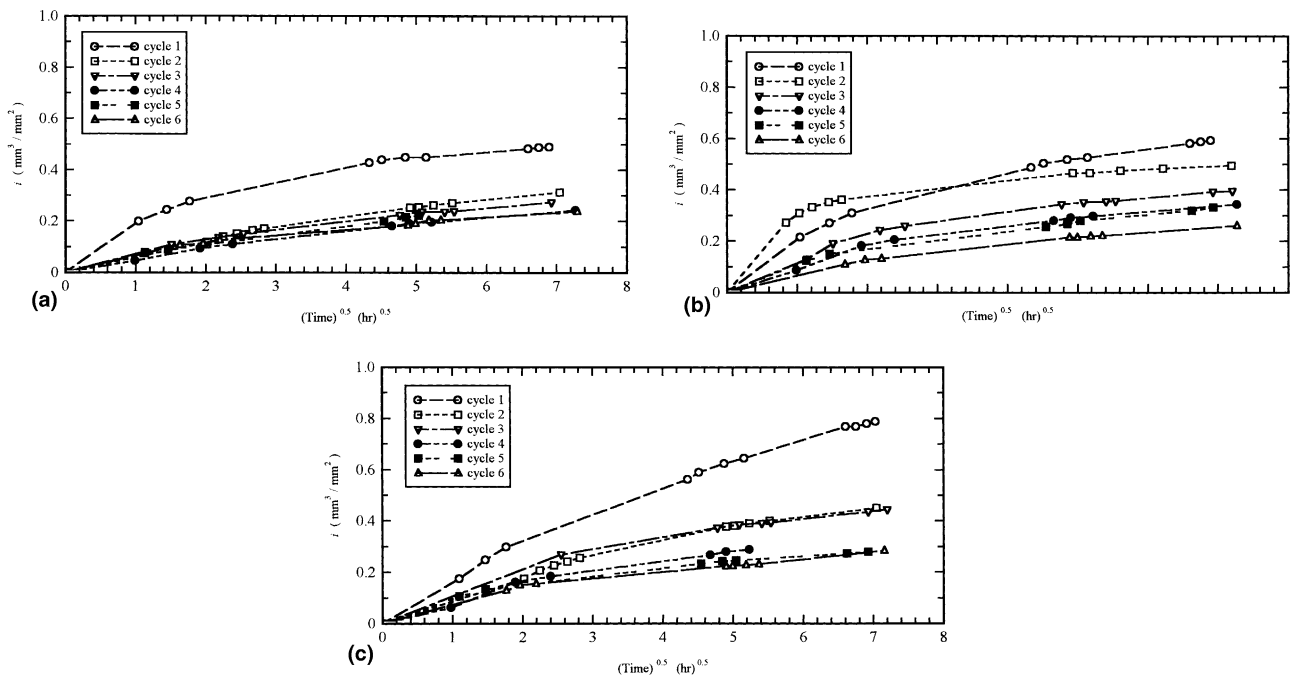 1.0
0.8
0.6
0.4
0.2
0
i ( mm³ / mm² )
cycle 1
cycle 2
cycle 3
cycle 4
cycle 5
cycle 6
0 1 2 3 4 5 6 7 8
(Time) 0.5 (hr) 0.5
(a)
1.0
0.8
0.6
0.4
0.2
0
i ( mm³ / mm² )
cycle 1
cycle 2
cycle 3
cycle 4
cycle 5
cycle 6
(Time) 0.5 (hr) 0.5
(b)
1.0
0.8
0.6
0.4
0.2
0
i ( mm³ / mm² )
cycle 1
cycle 2
cycle 3
cycle 4
cycle 5
cycle 6
0 1 2 3 4 5 6 7 8
(Time) 0.5 (hr) 0.5
(c)